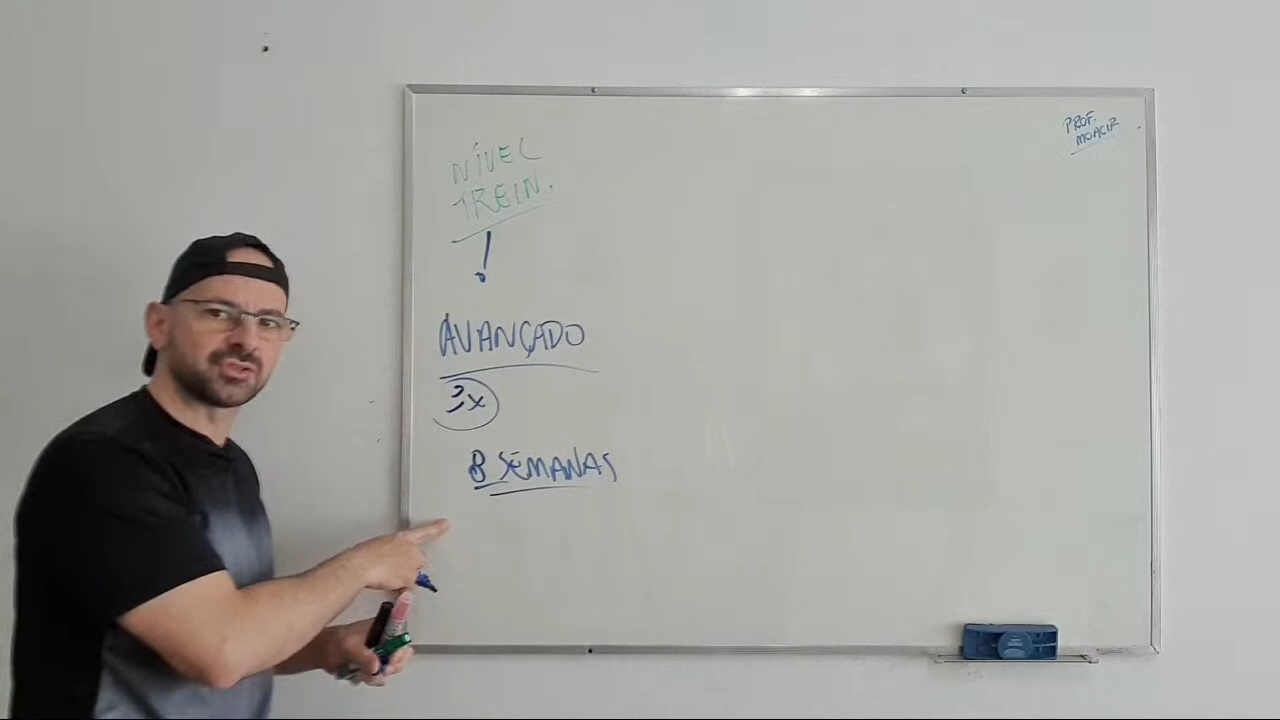 NÍVEL
TREIN.
!
AVANÇADO
3x
8 SEMANAS
PROF.
MOACIR